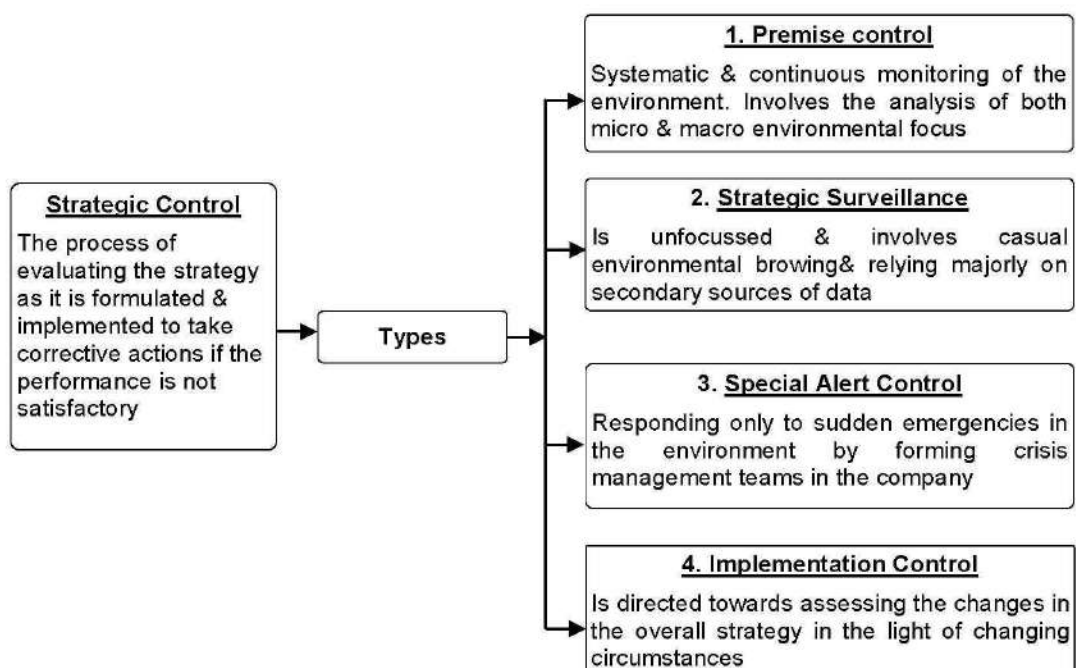 Strategic Control
The process of
evaluating the strategy
as it is formulated &
implemented to take
corrective actions if the
performance is not
satisfactory
Types
1. Premise control
Systematic & continuous monitoring of the
environment. Involves the analysis of both
micro & macro environmental focus
2. Strategic Surveillance
Is unfocussed & involves casual
environmental browing& relying majorly on
secondary sources of data
3. Special Alert Control
Responding only to sudden emergencies in
the environment by forming crisis
management teams in the company
4. Implementation Control
Is directed towards assessing the changes in
the overall strategy in the light of changing
circumstances